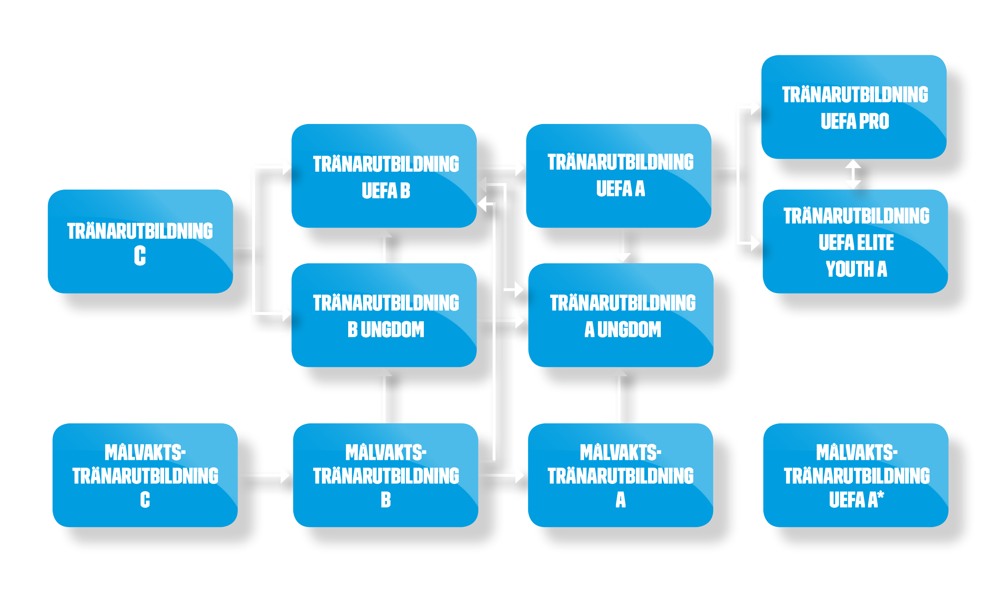 TRÄNARUTBILDNING
UEFA PRO
TRÄNARUTBILDNING
UEFA B
TRÄNARUTBILDNING
UEFA A
TRÄNARUTBILDNING
C
TRÄNARUTBILDNING
UEFA ELITE
YOUTH A
TRÄNARUTBILDNING
B UNGDOM
TRÄNARUTBILDNING
A UNGDOM
MÅLVAKTS-
TRÄNARUTBILDNING
C
MÅLVAKTS-
TRÄNARUTBILDNING
B
MÅLVAKTS-
TRÄNARUTBILDNING
A
MÅLVAKTS-
TRÄNARUTBILDNING
UEFA A*